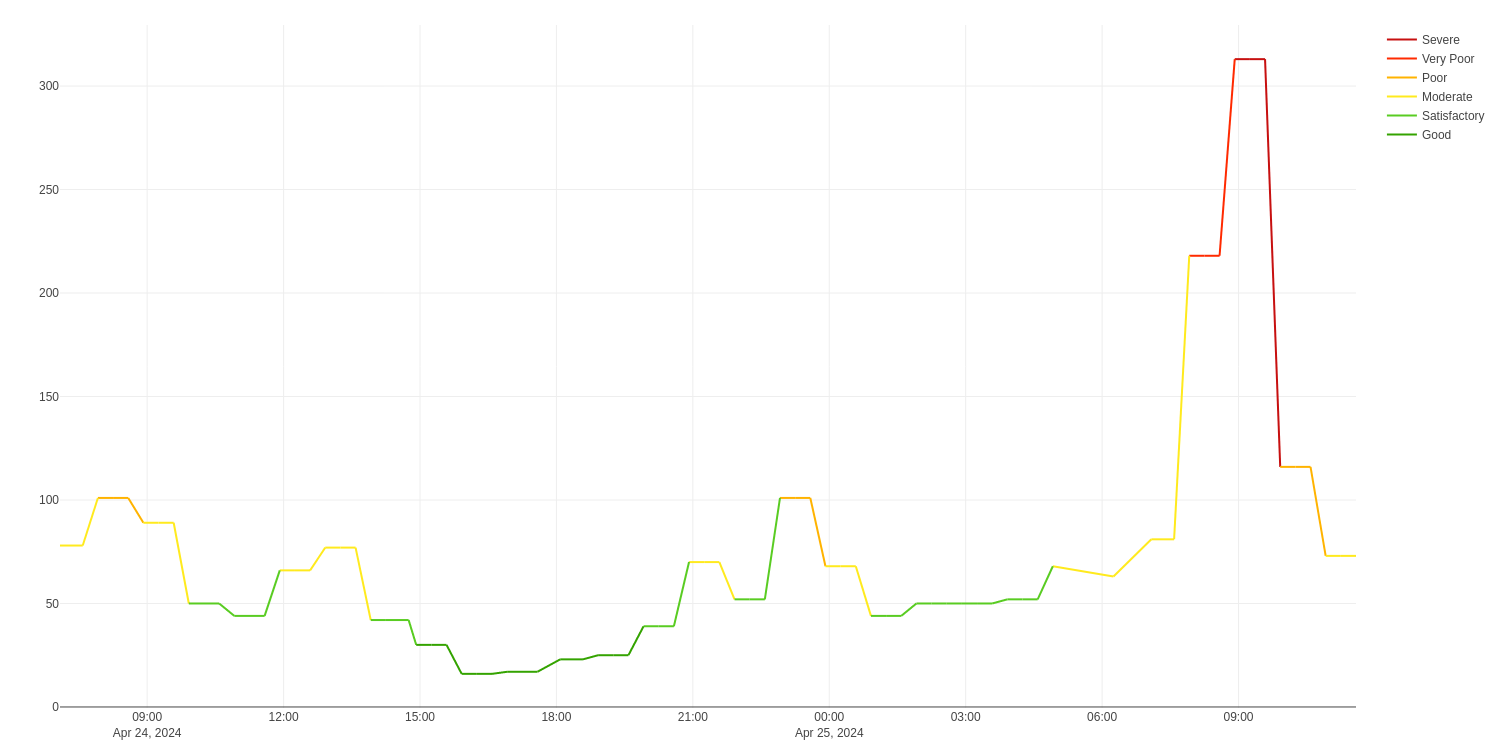 300
250
200
150
100
50
0
09:00 12:00 15:00 18:00 21:00 00:00 03:00 06:00 09:00
Apr 24, 2024 Apr 25, 2024
Severe
Very Poor
Poor
Moderate
Satisfactory
Good